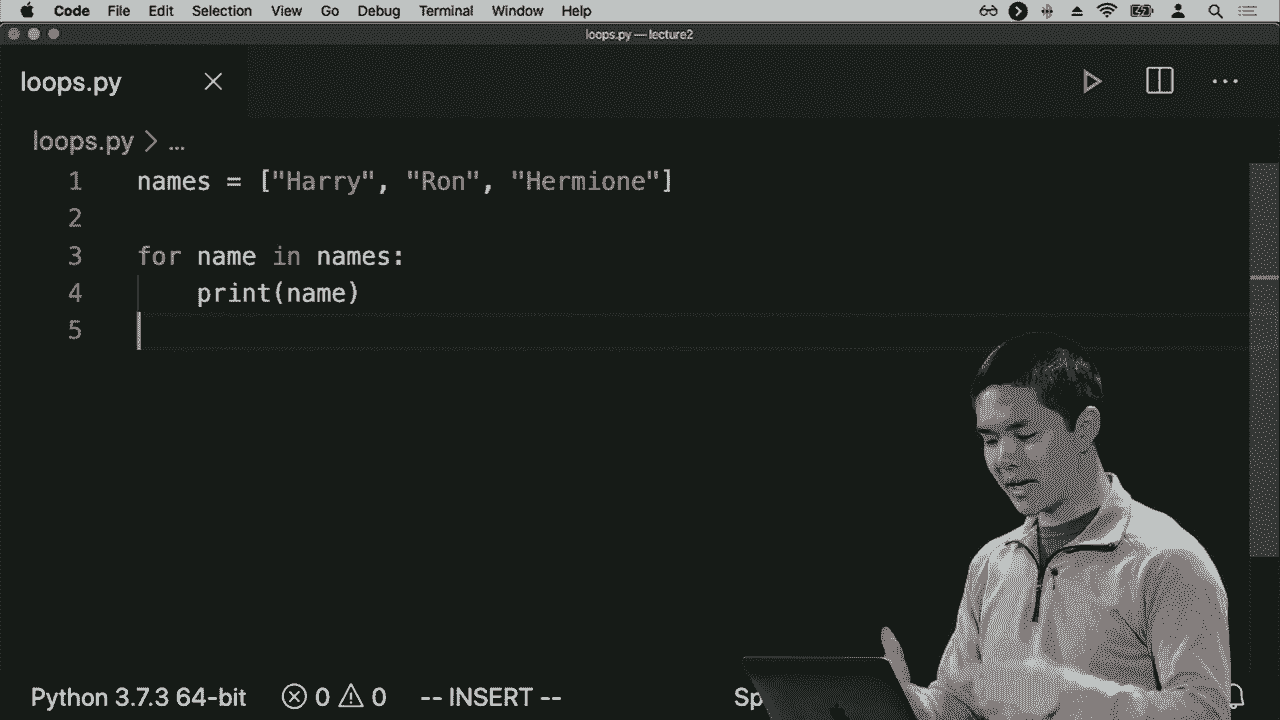 Code File Edit Selection View Go Debug Terminal Window Help
loops.py — lecture2
loops.py
loops.py > ...
1 names = ["Harry", "Ron", "Hermione"]
2
3 for name in names:
4 print(name)
5
Python 3.7.3 64-bit 0 0 -- INSERT -- Sp